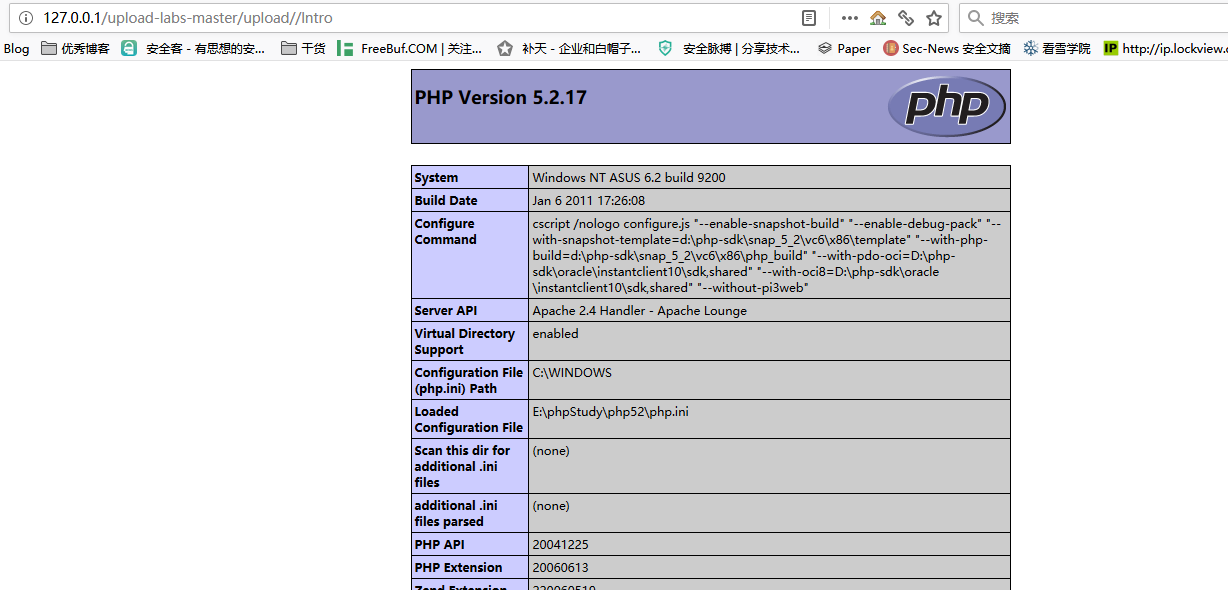 127.0.0.1/upload-labs-master/upload//Intro
搜索
Blog 优秀博客 安全客 - 有思想的安... 干货 FreeBuf.COM | 关注... 补天 - 企业和白帽子... 安全脉搏 | 分享技术... Paper Sec-News 安全文摘 看雪学院 IP http://ip.lockview.c
PHP Version 5.2.17
php
System Windows NT ASUS 6.2 build 9200
Build Date Jan 6 2011 17:26:08
Configure Command
cscript /nologo configure.js "--enable-snapshot-build" "--enable-debug-pack" "--
with-snapshot-template=d:\php-sdk\snap_5_2\vc6\x86\template" "--with-php-
build=d:\php-sdk\snap_5_2\vc6\x86\php_build" "--with-pdo-oci=D:\php-
sdk\oracle\instantclient10\sdk,shared" "--with-oci8=D:\php-sdk\oracle
\instantclient10\sdk,shared" "--without-pi3web"
Server API Apache 2.4 Handler - Apache Lounge
Virtual Directory
Support
enabled
Configuration File
(php.ini) Path
C:\WINDOWS
Loaded
Configuration File
E:\phpStudy\php52\php.ini
Scan this dir for
additional .ini
files
(none)
additional .ini
files parsed
(none)
PHP API 20041225
PHP Extension 20060613
Zend Extension 220060519